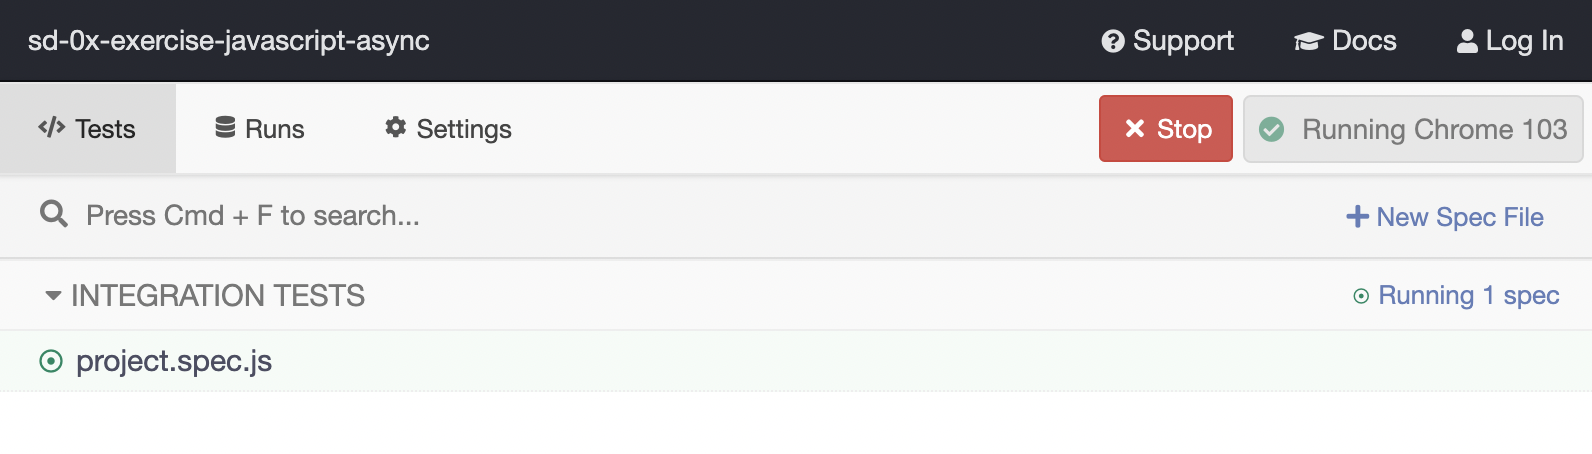 sd-0x-exercise-javascript-async Support Docs Log In
Tests Runs Settings Stop Running Chrome 103
Press Cmd + F to search... New Spec File
INTEGRATION TESTS Running 1 spec
project.spec.js